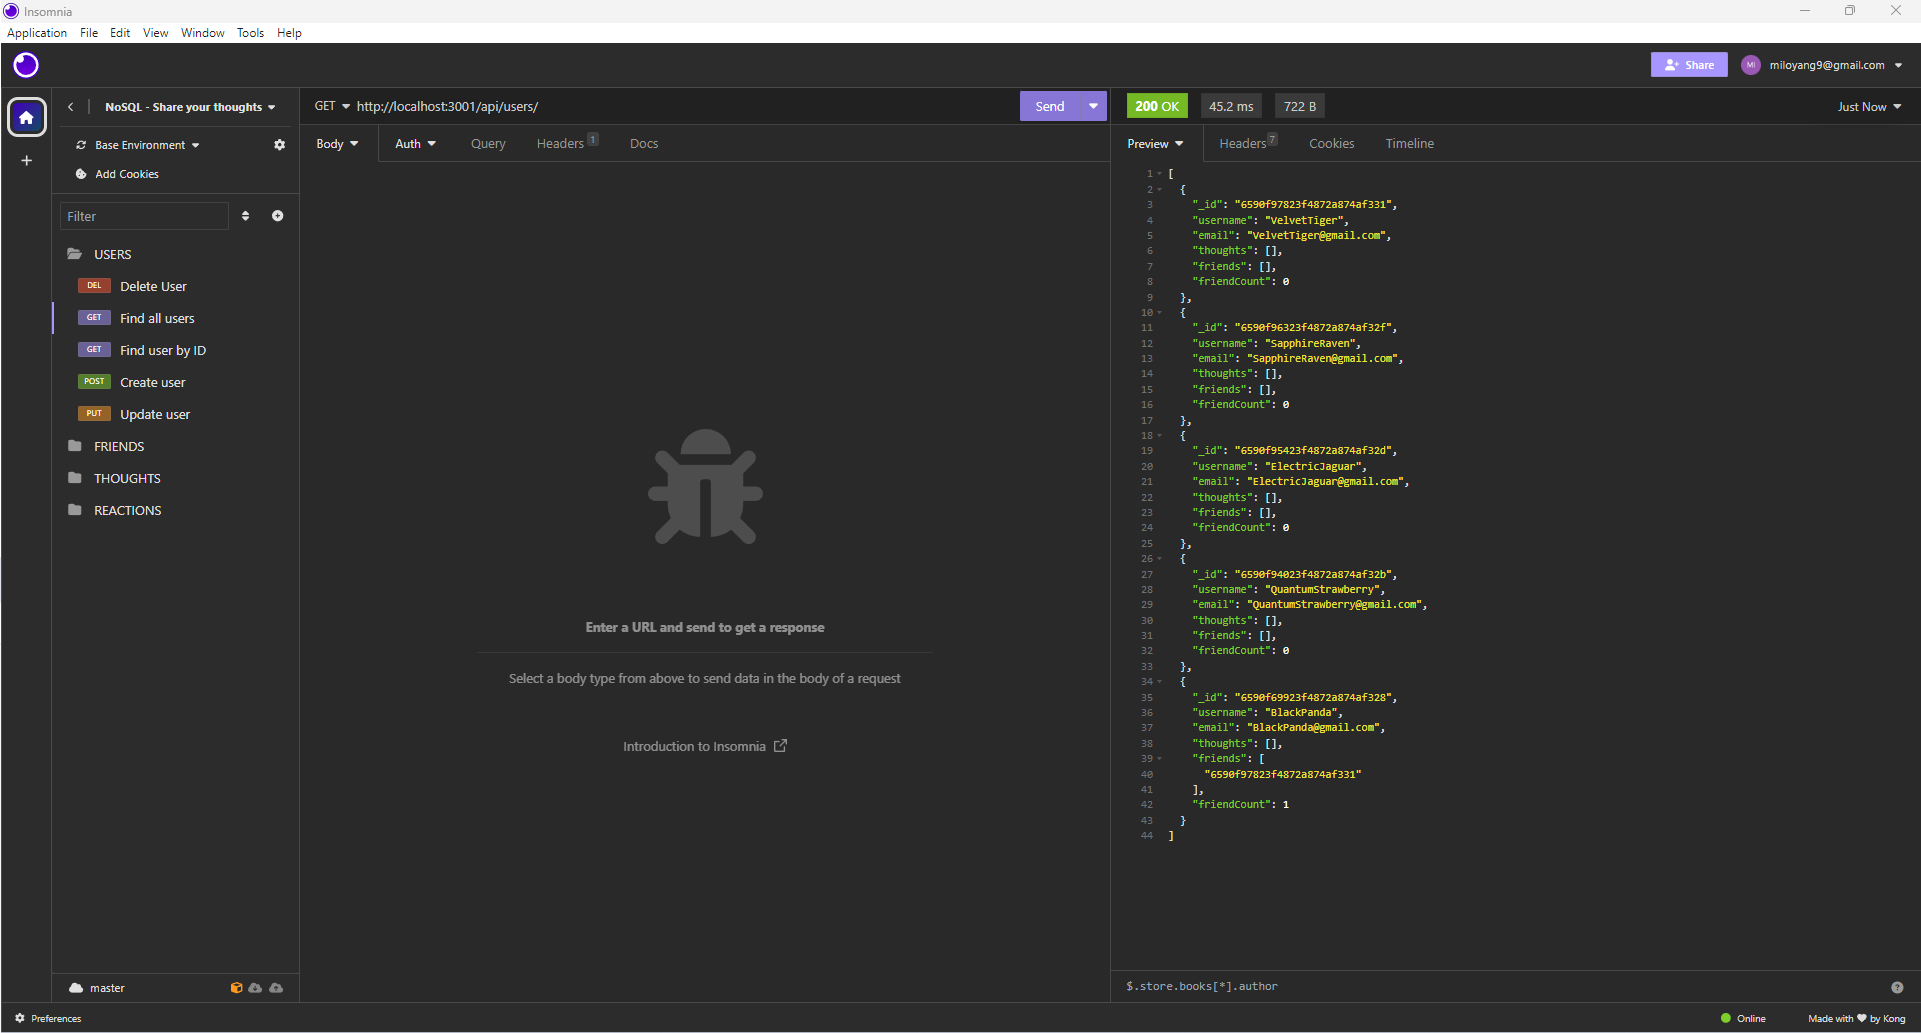 Insomnia
Application File Edit View Window Tools Help
Share MI miloyang9@gmail.com
NoSQL - Share your thoughts
GET http://localhost:3001/api/users/ Send
200 OK 45.2 ms 722 B Just Now
Base Environment
Add Cookies
Filter
USERS
DEL Delete User
GET Find all users
GET Find user by ID
POST Create user
PUT Update user
FRIENDS
THOUGHTS
REACTIONS
master
Body Auth Query Headers 1 Docs
Enter a URL and send to get a response
Select a body type from above to send data in the body of a request
Introduction to Insomnia
Preview Headers 7 Cookies Timeline
1 [
2 {
3 "_id": "6590f97823f4872a874af331",
4 "username": "VelvetTiger",
5 "email": "VelvetTiger@gmail.com",
6 "thoughts": [],
7 "friends": [],
8 "friendCount": 0
9 },
10 {
11 "_id": "6590f96323f4872a874af32f",
12 "username": "SapphireRaven",
13 "email": "SapphireRaven@gmail.com",
14 "thoughts": [],
15 "friends": [],
16 "friendCount": 0
17 },
18 {
19 "_id": "6590f95423f4872a874af32d",
20 "username": "ElectricJaguar",
21 "email": "ElectricJaguar@gmail.com",
22 "thoughts": [],
23 "friends": [],
24 "friendCount": 0
25 },
26 {
27 "_id": "6590f94023f4872a874af32b",
28 "username": "QuantumStrawberry",
29 "email": "QuantumStrawberry@gmail.com",
30 "thoughts": [],
31 "friends": [],
32 "friendCount": 0
33 },
34 {
35 "_id": "6590f69923f4872a874af328",
36 "username": "BlackPanda",
37 "email": "BlackPanda@gmail.com",
38 "thoughts": [],
39 "friends": [
40 "6590f97823f4872a874af331"
41 ],
42 "friendCount": 1
43 }
44 ]
$.store.books[*].author
Preferences
Online Made with ♥ by Kong